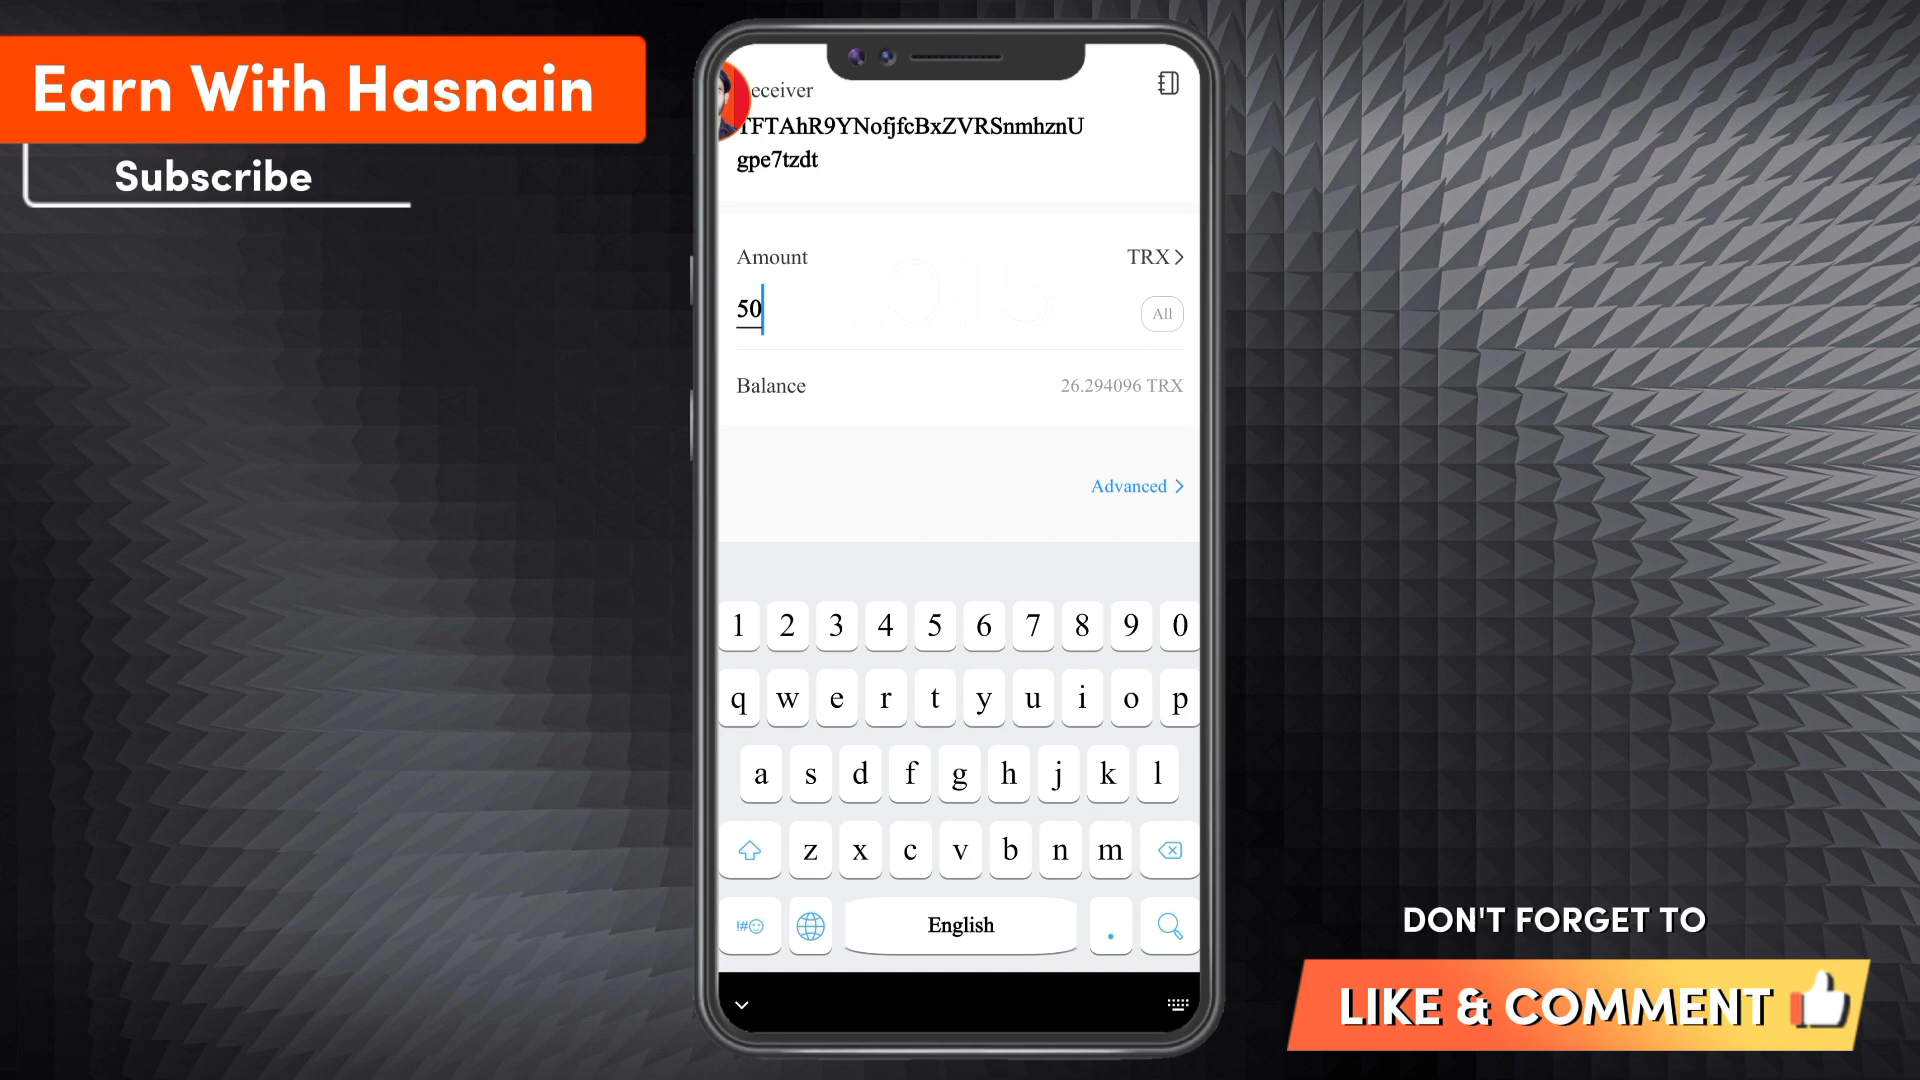 Earn With Hasnain
Subscribe
eceiver
TFTAhR9YNofjfcBxZVRSnmhznU
gpe7tzdt
Amount
TRX
50
All
Balance
26.294096 TRX
Advanced
1 2 3 4 5 6 7 8 9 0
q w e r t y u i o p
a s d f g h j k l
z x c v b n m
!#☺ English .
DON'T FORGET TO
LIKE & COMMENT